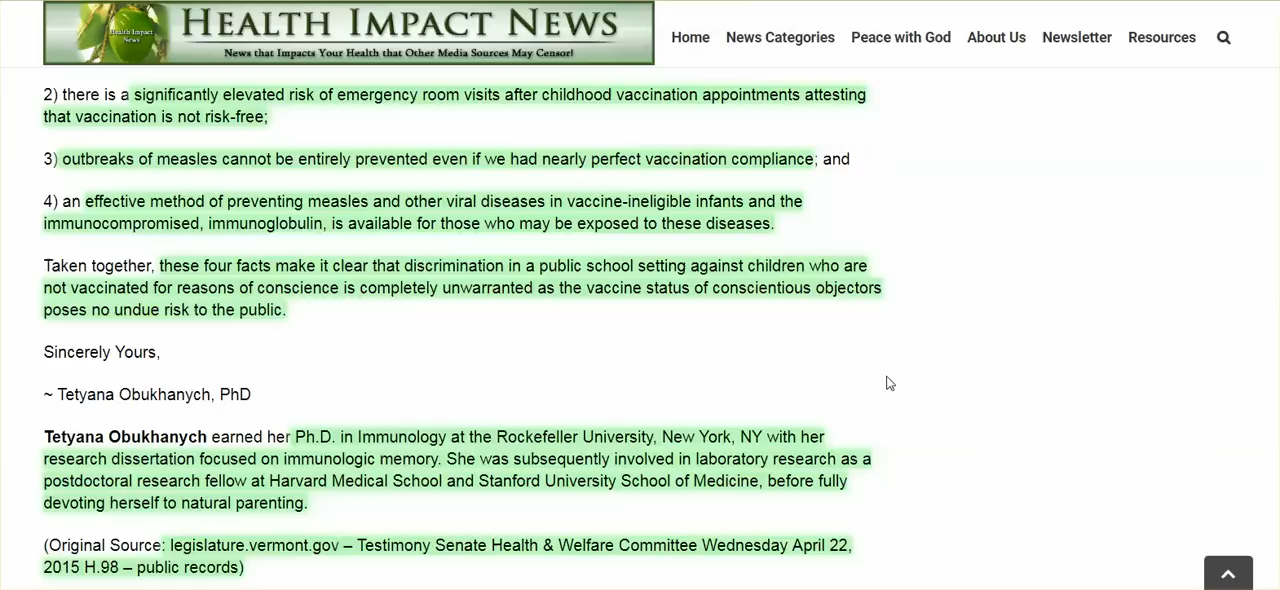 Health Impact News
HEALTH IMPACT NEWS
News that Impacts Your Health that Other Media Sources May Censor!
Home News Categories Peace with God About Us Newsletter Resources
2) there is a significantly elevated risk of emergency room visits after childhood vaccination appointments attesting
that vaccination is not risk-free;
3) outbreaks of measles cannot be entirely prevented even if we had nearly perfect vaccination compliance; and
4) an effective method of preventing measles and other viral diseases in vaccine-ineligible infants and the
immunocompromised, immunoglobulin, is available for those who may be exposed to these diseases.
Taken together, these four facts make it clear that discrimination in a public school setting against children who are
not vaccinated for reasons of conscience is completely unwarranted as the vaccine status of conscientious objectors
poses no undue risk to the public.
Sincerely Yours,
~ Tetyana Obukhanych, PhD
Tetyana Obukhanych earned her Ph.D. in Immunology at the Rockefeller University, New York, NY with her
research dissertation focused on immunologic memory. She was subsequently involved in laboratory research as a
postdoctoral research fellow at Harvard Medical School and Stanford University School of Medicine, before fully
devoting herself to natural parenting.
(Original Source: legislature.vermont.gov – Testimony Senate Health & Welfare Committee Wednesday April 22,
2015 H.98 – public records)